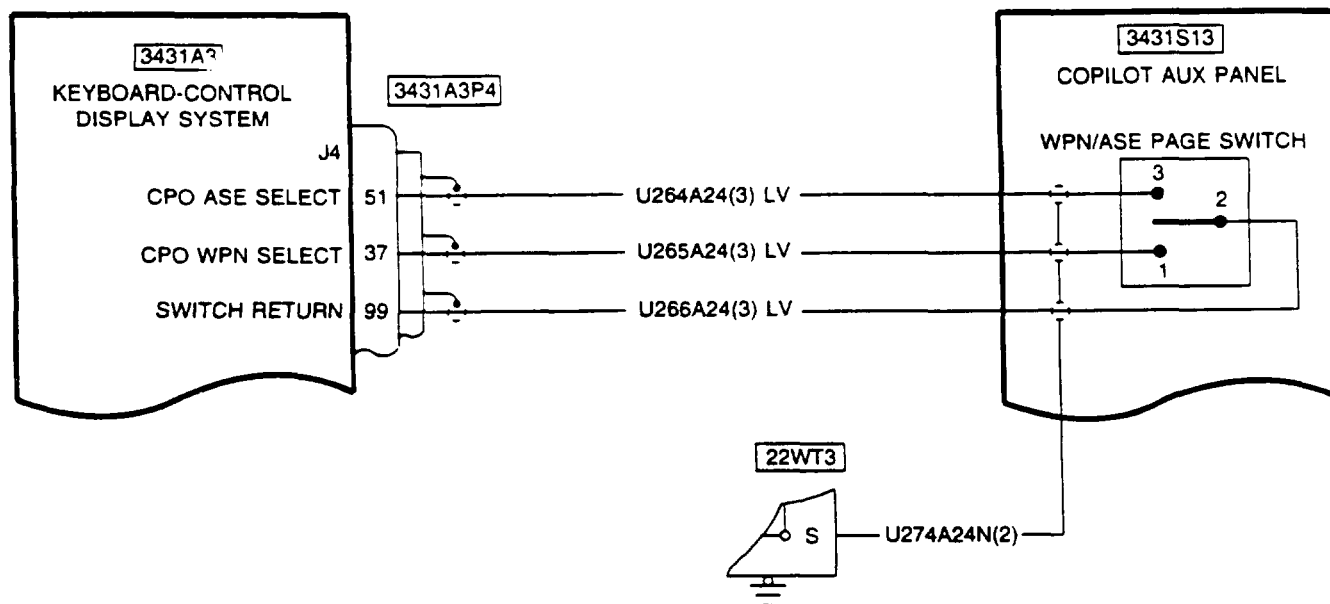 3431A3
KEYBOARD-CONTROL
DISPLAY SYSTEM
3431A3P4
J4
CPO ASE SELECT 51
CPO WPN SELECT 37
SWITCH RETURN 99
U264A24(3) LV
U265A24(3) LV
U266A24(3) LV
3431S13
COPILOT AUX PANEL
WPN/ASE PAGE SWITCH
3
2
1
22WT3
S
U274A24N(2)